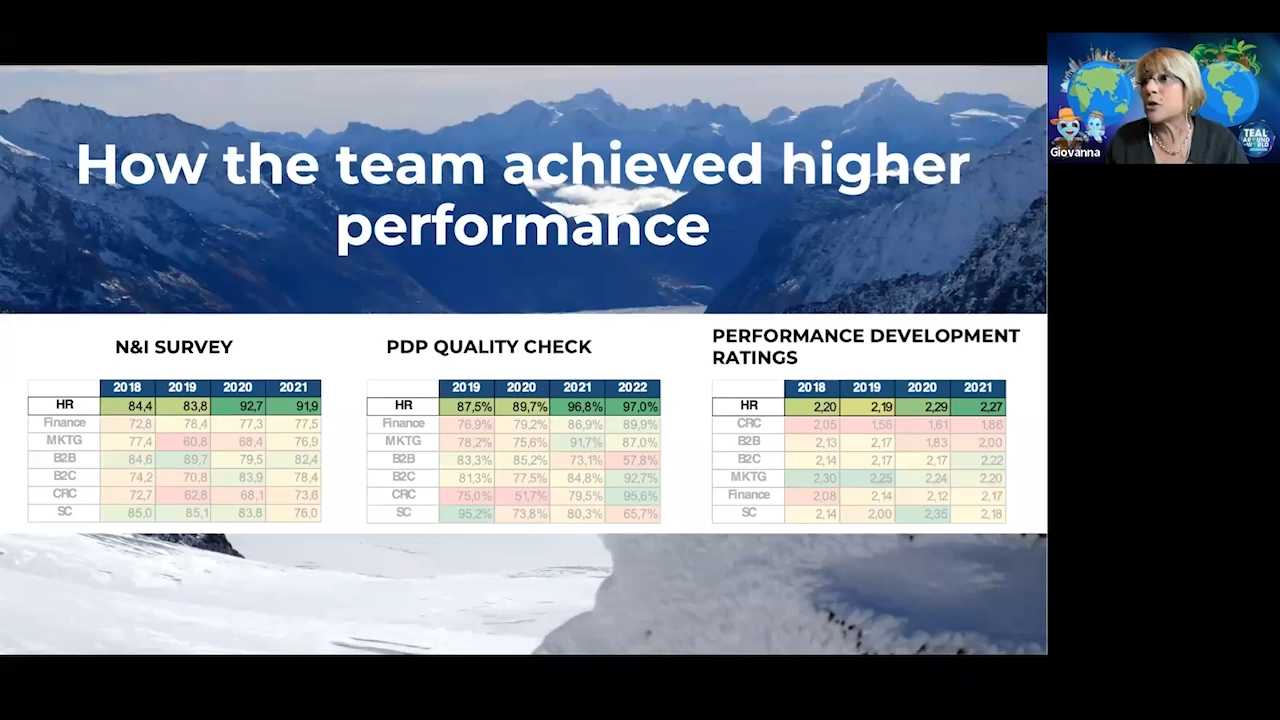 How the team achieved higher
performance
Giovanna
TEAL
AROUND
WORLD
N&I SURVEY
2018 2019 2020 2021
HR 84,4 83,8 92,7 91,9
Finance 72,8 78,4 77,3 77,5
MKTG 77,4 60,8 68,4 76,9
B2B 84,6 89,7 79,5 82,4
B2C 74,2 70,8 83,9 78,4
CRC 72,7 62,8 68,1 73,6
SC 85,0 85,1 83,8 76,0
PDP QUALITY CHECK
2019 2020 2021 2022
HR 87,5% 89,7% 96,8% 97,0%
Finance 76,9% 79,2% 86,9% 89,9%
MKTG 78,2% 75,6% 91,7% 87,0%
B2B 83,3% 85,2% 73,1% 57,8%
B2C 81,3% 77,5% 84,8% 92,7%
CRC 75,0% 51,7% 79,5% 95,6%
SC 95,2% 73,8% 80,3% 65,7%
PERFORMANCE DEVELOPMENT
RATINGS
2018 2019 2020 2021
HR 2,20 2,19 2,29 2,27
CRC 2,05 1,56 1,61 1,86
B2B 2,13 2,17 1,83 2,00
B2C 2,14 2,17 2,17 2,22
MKTG 2,30 2,25 2,24 2,20
Finance 2,08 2,14 2,12 2,17
SC 2,14 2,00 2,35 2,18